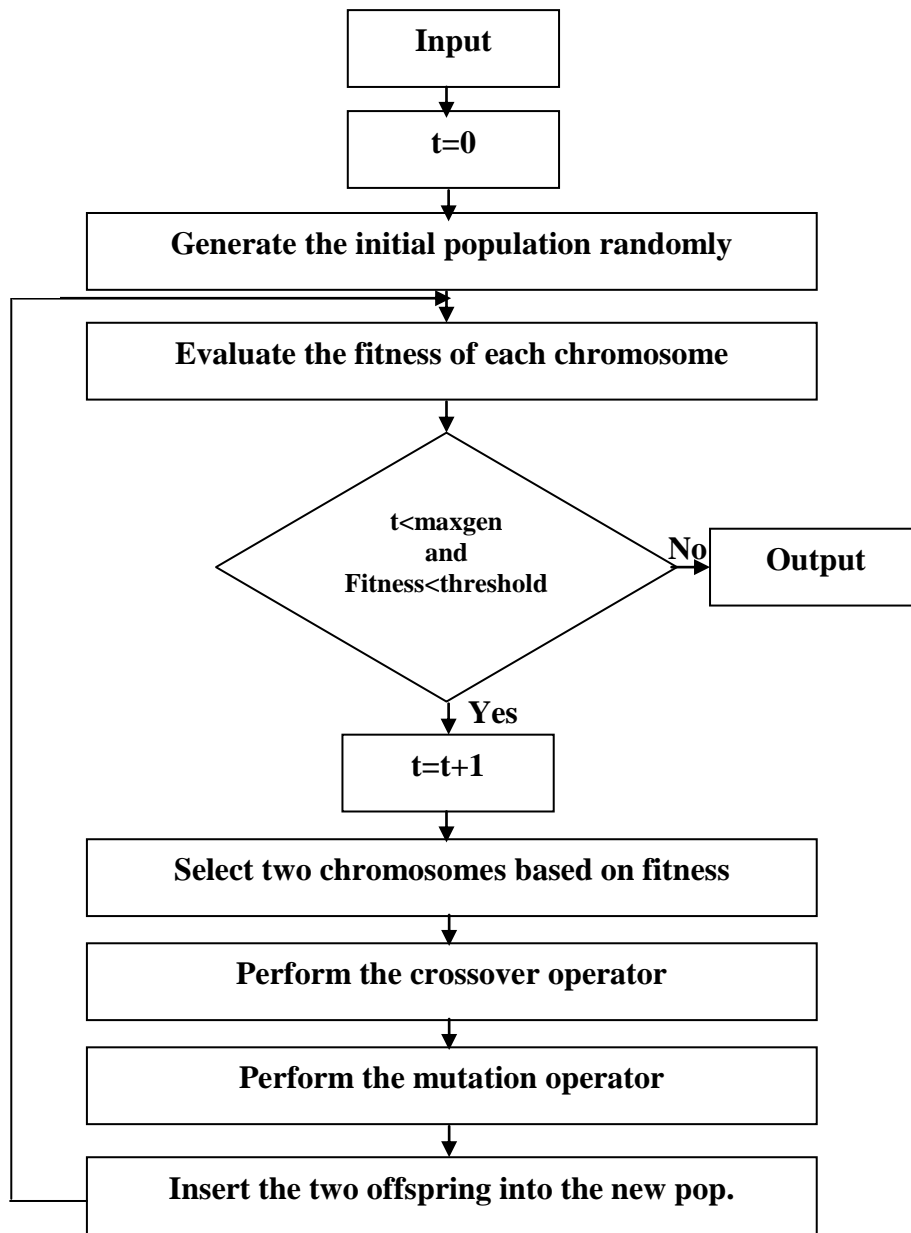 Input
t=0
Generate the initial population randomly
Evaluate the fitness of each chromosome
t<maxgen
and
Fitness<threshold
No
Output
Yes
t=t+1
Select two chromosomes based on fitness
Perform the crossover operator
Perform the mutation operator
Insert the two offspring into the new pop.